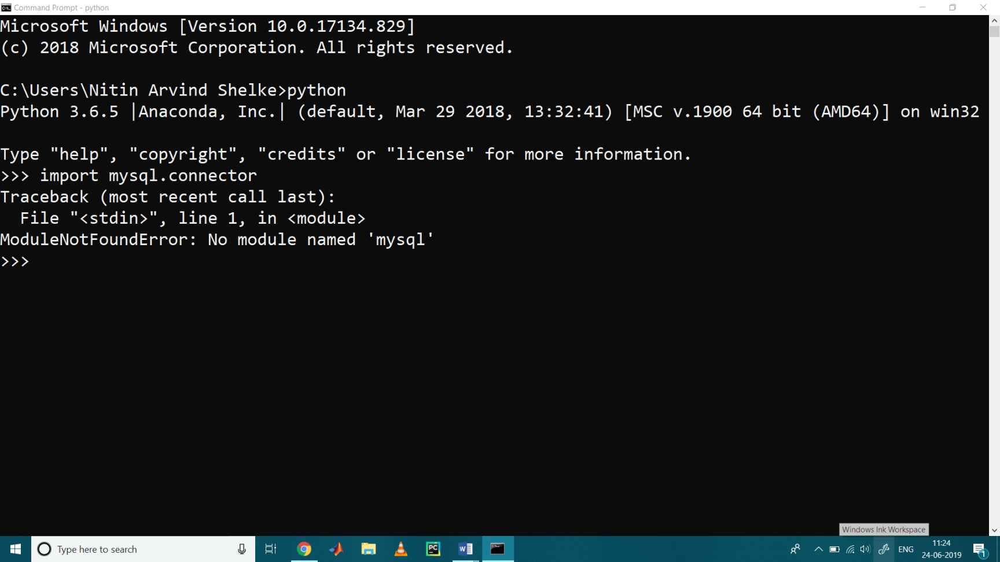 Command Prompt - python
Microsoft Windows [Version 10.0.17134.829]
(c) 2018 Microsoft Corporation. All rights reserved.
C:\Users\Nitin Arvind Shelke>python
Python 3.6.5 |Anaconda, Inc.| (default, Mar 29 2018, 13:32:41) [MSC v.1900 64 bit (AMD64)] on win32
Type "help", "copyright", "credits" or "license" for more information.
>>> import mysql.connector
Traceback (most recent call last):
  File "<stdin>", line 1, in <module>
ModuleNotFoundError: No module named 'mysql'
>>>
Windows Ink Workspace
Type here to search
PC
ENG
11:24
24-06-2019
1